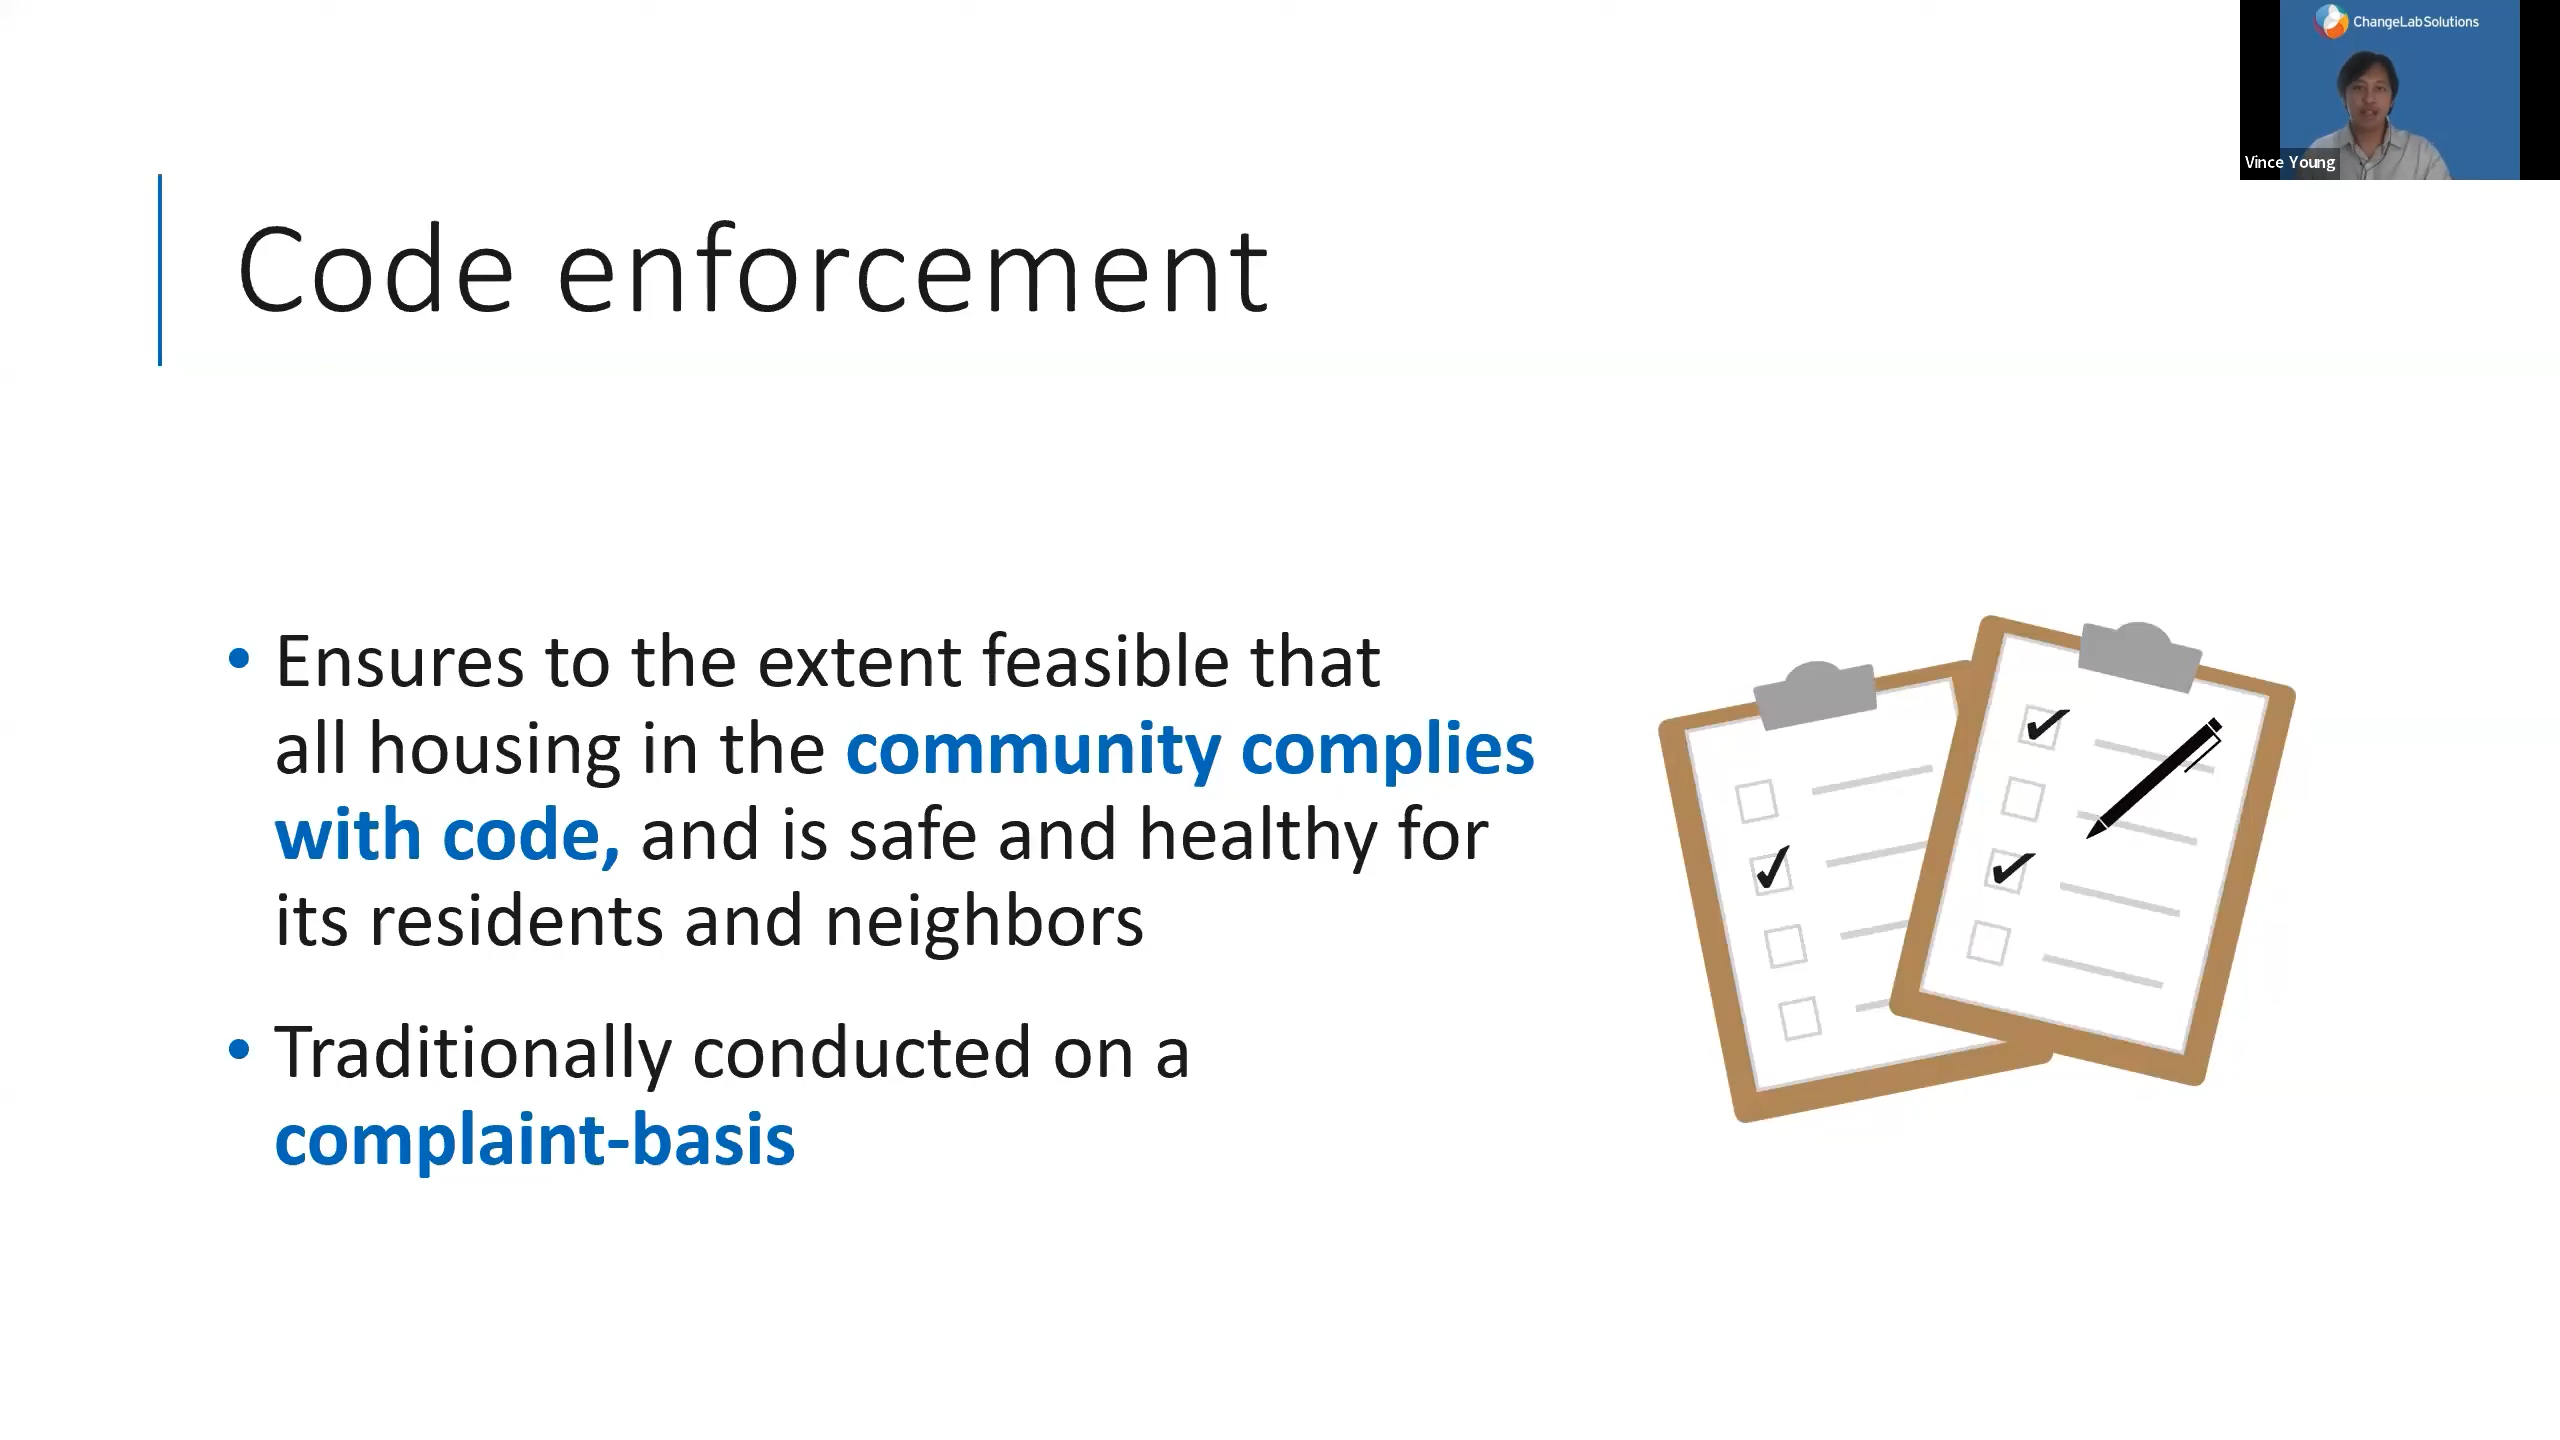 ChangeLabSolutions
Vince Young
Code enforcement
• Ensures to the extent feasible that
all housing in the community complies
with code, and is safe and healthy for
its residents and neighbors
• Traditionally conducted on a
complaint-basis